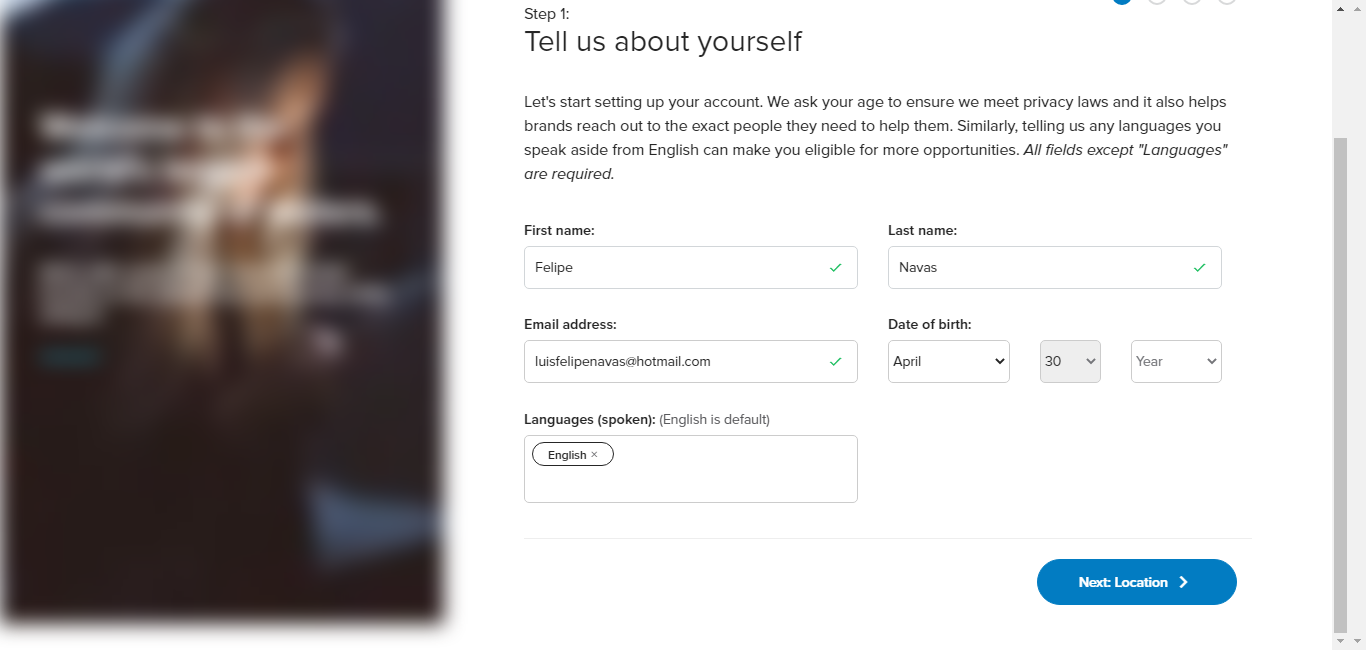 Step 1:
Tell us about yourself
Let's start setting up your account. We ask your age to ensure we meet privacy laws and it also helps
brands reach out to the exact people they need to help them. Similarly, telling us any languages you
speak aside from English can make you eligible for more opportunities. All fields except "Languages"
are required.
First name:
Last name:
Felipe
Navas
Email address:
Date of birth:
luisfelipenavas@hotmail.com
April
30
Year
Languages (spoken): (English is default)
English ×
Next: Location